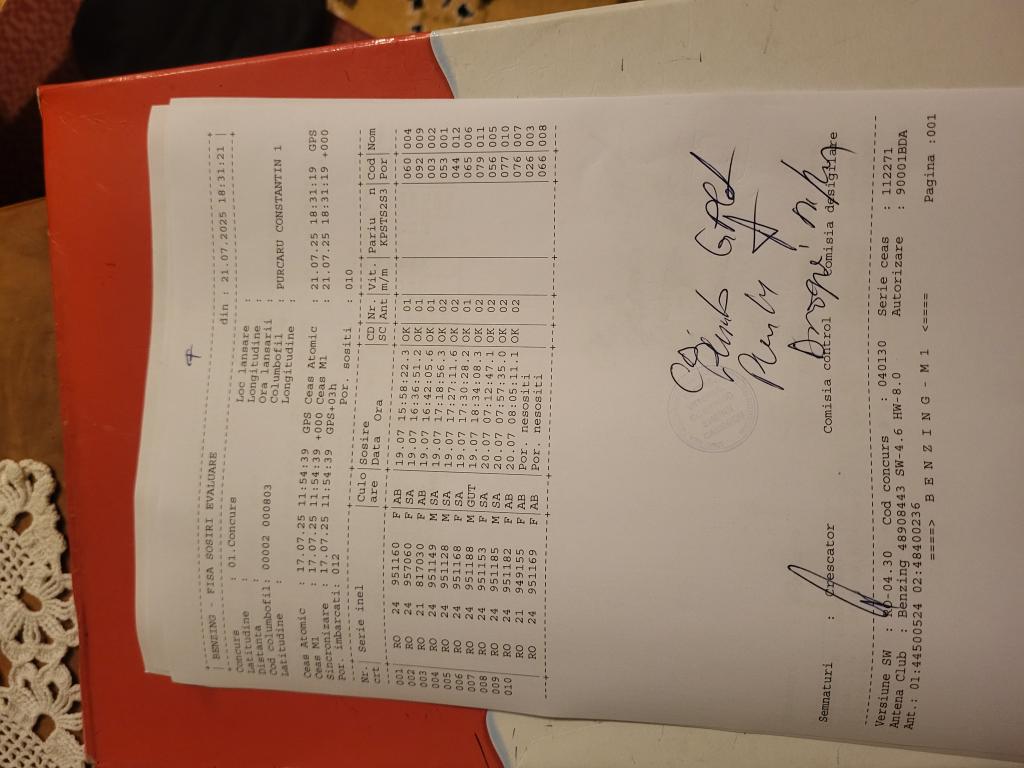 BENZING - FISA SOSIRI EVALUARE din : 21.07.2025 18:31:21
Concurs : 01.Concurs Loc lansare :
Latitudine : Longitudine :
Distanta : Ora lansarii :
Cod columbofil: 00002 000803 Columbofil : PURCARU CONSTANTIN 1
Latitudine : Longitudine :
Ceas Atomic : 17.07.25 11:54:39 GPS Ceas Atomic : 21.07.25 18:31:19 GPS
Ceas M1 : 17.07.25 11:54:39 +000 Ceas M1 : 21.07.25 18:31:19 +000
Sincronizare : 17.07.25 11:54:39 GPS+03h
Por. imbarcati: 012 Por. sositi : 010
Nr. Serie inel Culo Sosire CD Nr. Vit. Pariu n Cod Nom
crt. are Data Ora SC Ant m/m KPSTS2S3 Por
001 RO 24 951160 F AB 19.07 15:58:22.3 OK 01 060 004
002 RO 24 957060 F SA 19.07 16:36:51.2 OK 01 092 009
003 RO 21 817030 F AB 19.07 16:42:05.6 OK 01 003 002
004 RO 24 951149 M SA 19.07 17:18:56.3 OK 02 053 001
005 RO 24 951128 M SA 19.07 17:27:11.6 OK 02 044 012
006 RO 24 951168 F SA 19.07 17:30:28.2 OK 01 065 006
007 RO 24 951188 M GUT 19.07 18:34:08.3 OK 02 079 011
008 RO 24 951153 F SA 20.07 07:12:47.1 OK 02 056 005
009 RO 24 951185 M SA 20.07 07:57:35.0 OK 02 077 010
010 RO 24 951182 F AB 20.07 08:05:11.1 OK 02 076 007
RO 21 949155 F AB Por. nesositi 026 003
RO 24 951169 F AB Por. nesositi 066 008
Semnaturi : Crescator Comisia control Comisia desigilare
Versiune SW : RO-04.30 Cod concurs : 040130 Serie ceas : 112271
Antena Club : Benzing 48908443 SW-4.6 HW-8.0 Autorizare : 90001BDA
Ant.: 01:44500524 02:48400236
====> B E N Z I N G - M 1 <==== Pagina :001